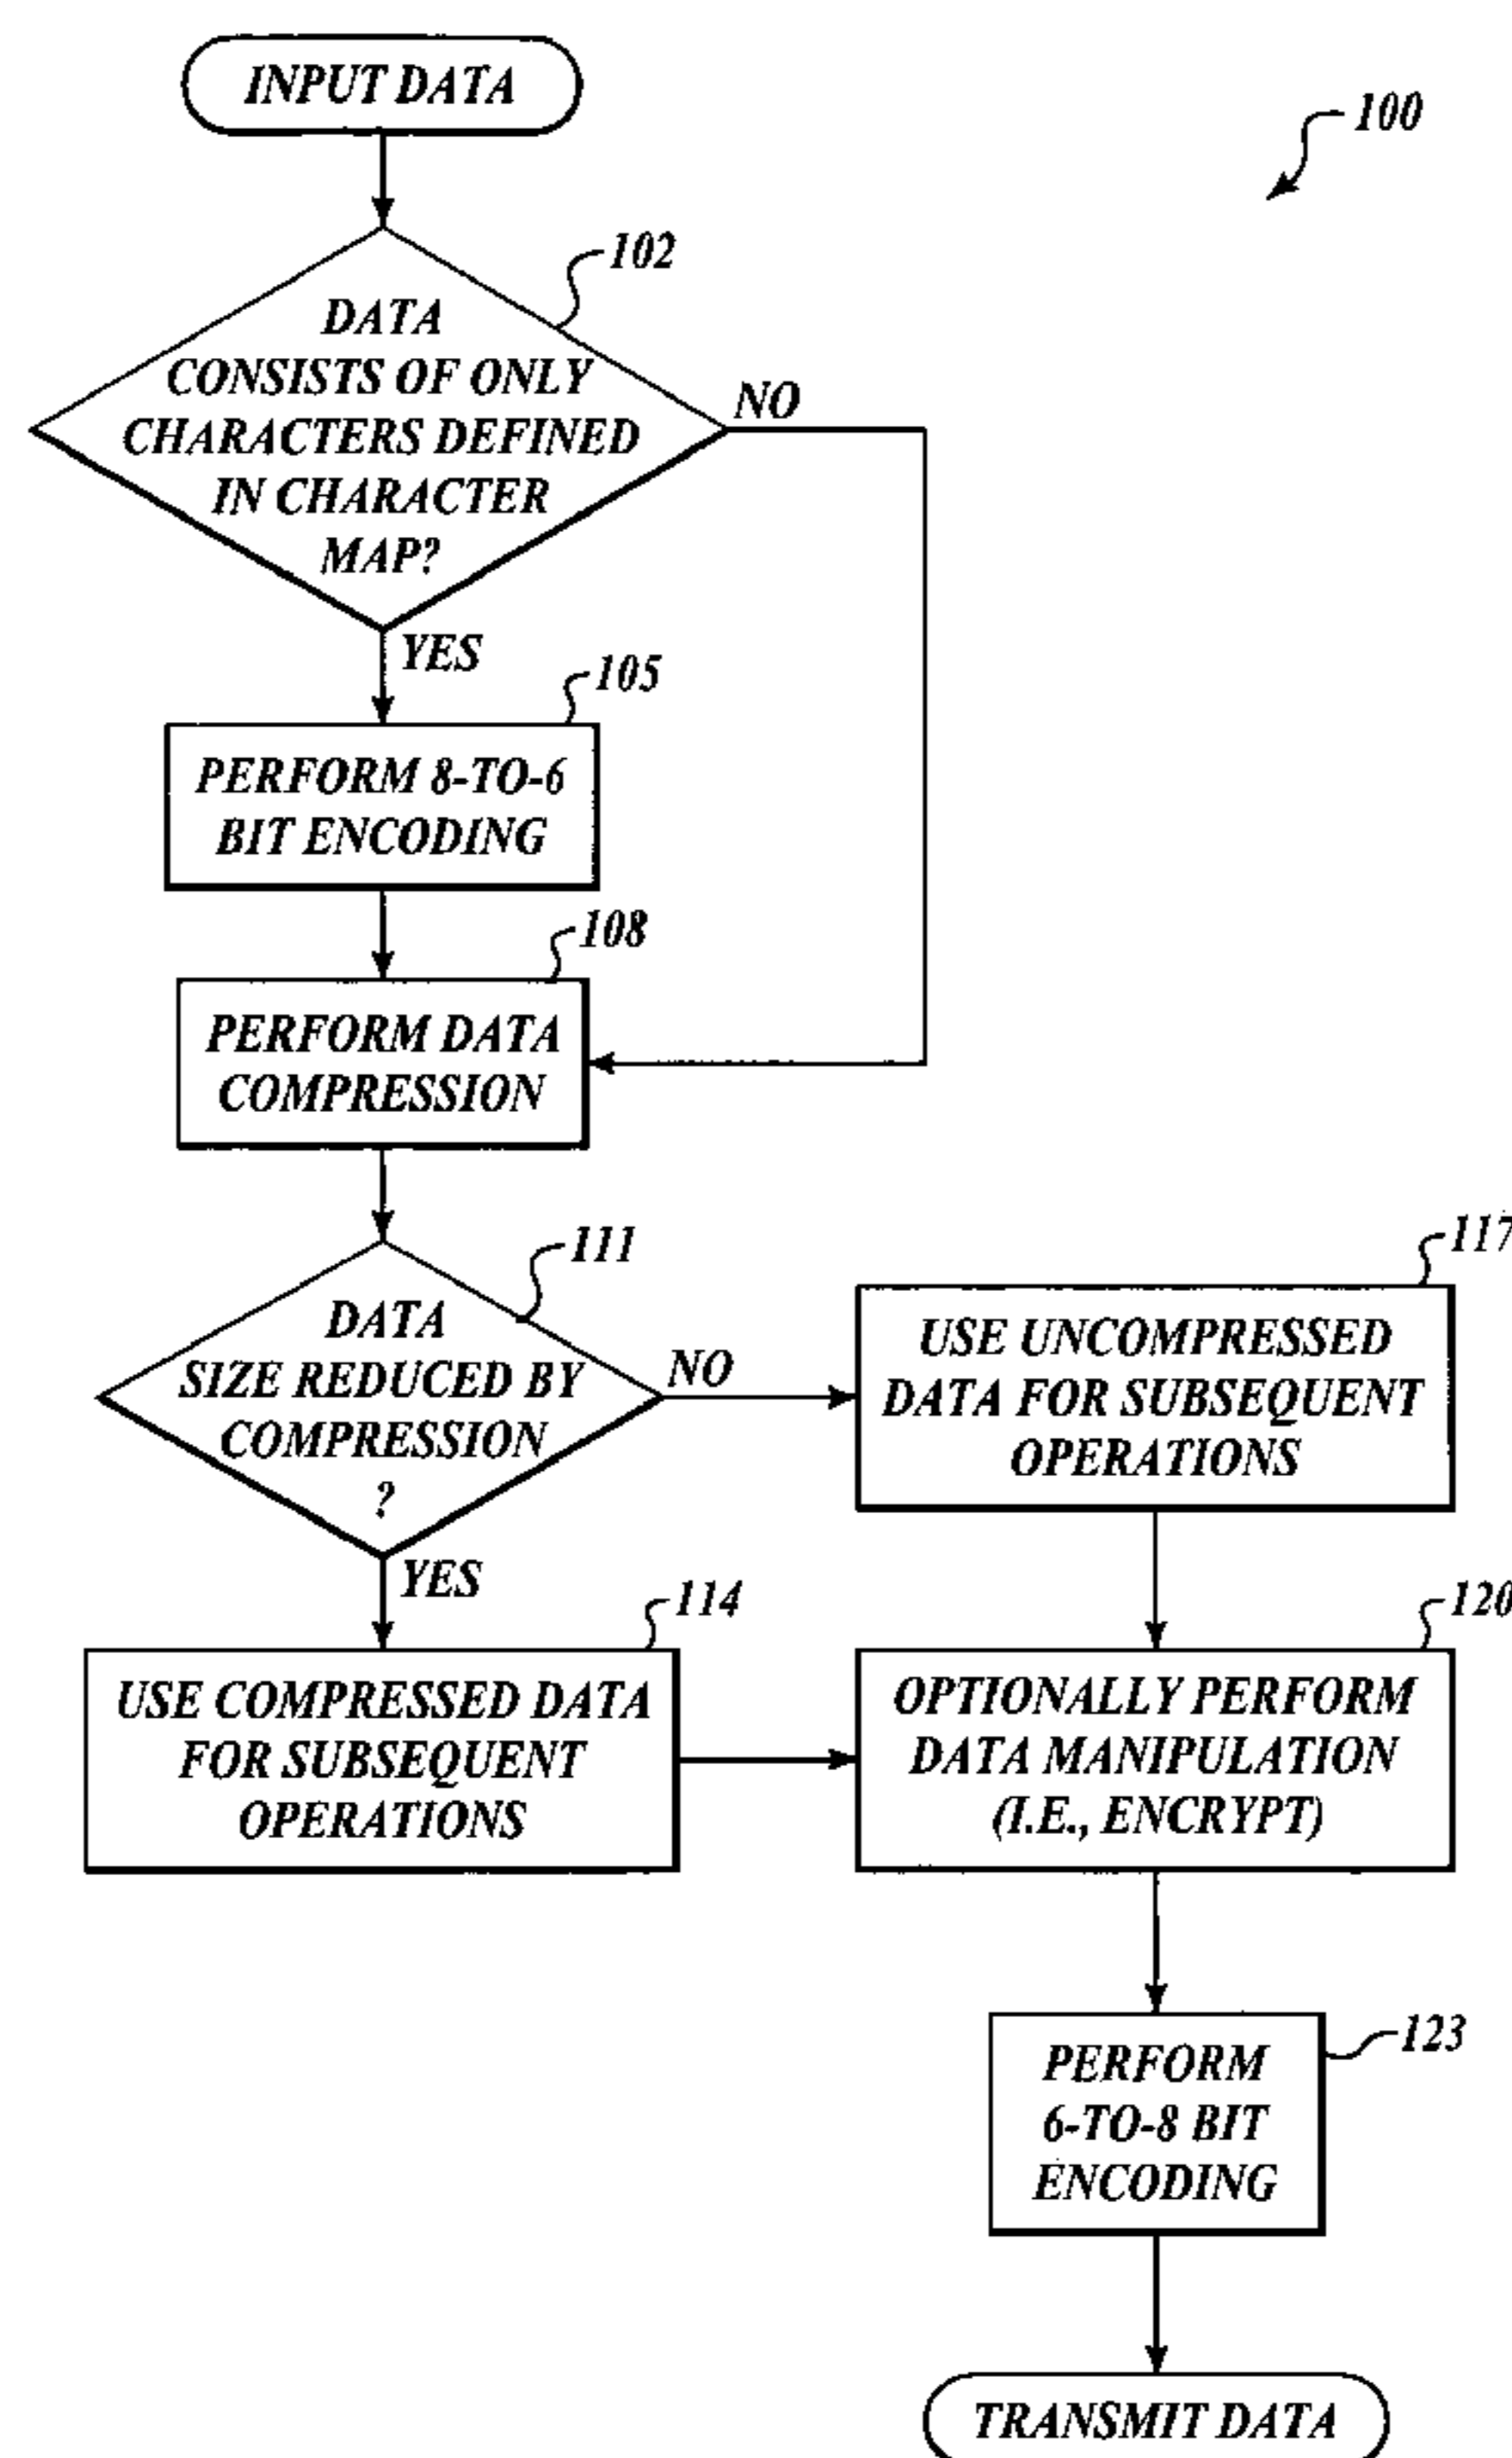 INPUT DATA
100
102
DATA
CONSISTS OF ONLY
CHARACTERS DEFINED
IN CHARACTER
MAP?
NO
YES
105
PERFORM 8-TO-6
BIT ENCODING
108
PERFORM DATA
COMPRESSION
111
DATA
SIZE REDUCED BY
COMPRESSION
?
NO
YES
117
USE UNCOMPRESSED
DATA FOR SUBSEQUENT
OPERATIONS
114
USE COMPRESSED DATA
FOR SUBSEQUENT
OPERATIONS
120
OPTIONALLY PERFORM
DATA MANIPULATION
(I.E., ENCRYPT)
123
PERFORM
6-TO-8 BIT
ENCODING
TRANSMIT DATA